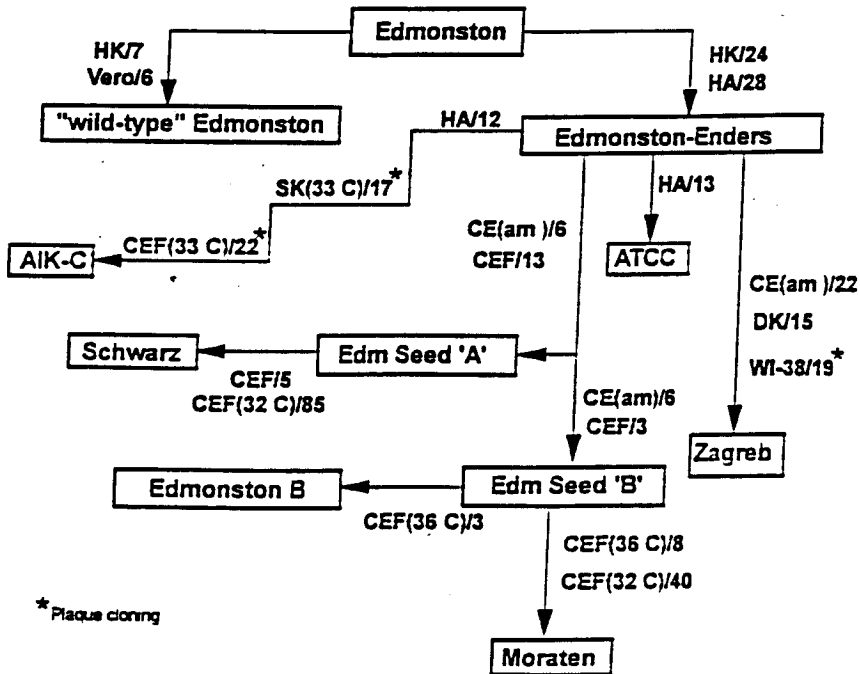 Edmonston
HK/7
Vero/6
HK/24
HA/28
"wild-type" Edmonston
HA/12
Edmonston-Enders
SK(33 C)/17*
HA/13
CEF(33 C)/22*
AIK-C
CE(am )/6
CEF/13
ATCC
CE(am )/22
DK/15
WI-38/19*
Schwarz
Edm Seed 'A'
CEF/5
CEF(32 C)/85
CE(am)/6
CEF/3
Zagreb
Edmonston B
Edm Seed 'B'
CEF(36 C)/3
CEF(36 C)/8
CEF(32 C)/40
*Plaque cloning
Moraten